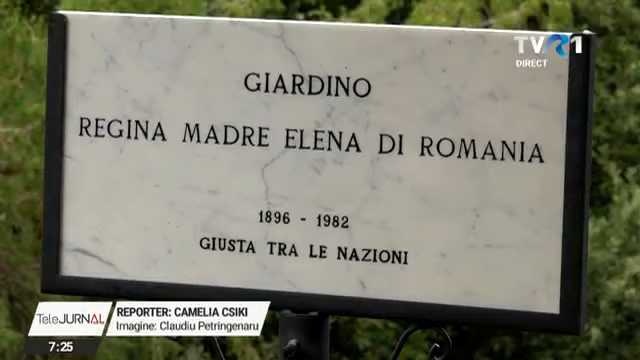 TVR1
DIRECT
GIARDINO
REGINA MADRE ELENA DI ROMANIA
1896 - 1982
GIUSTA TRA LE NAZIONI
TeleJURNAL
REPORTER: CAMELIA CSIKI
Imagine: Claudiu Petringenaru
7:25